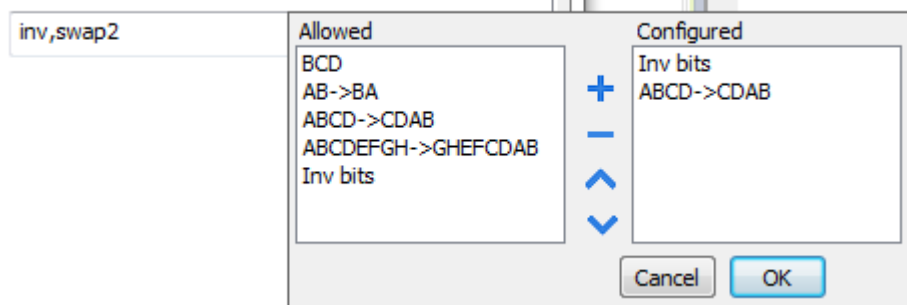 inv,swap2
Allowed
BCD
AB->BA
ABCD->CDAB
ABCDEFGH->GHEFCDAB
Inv bits
Configured
Inv bits
ABCD->CDAB
Cancel
OK